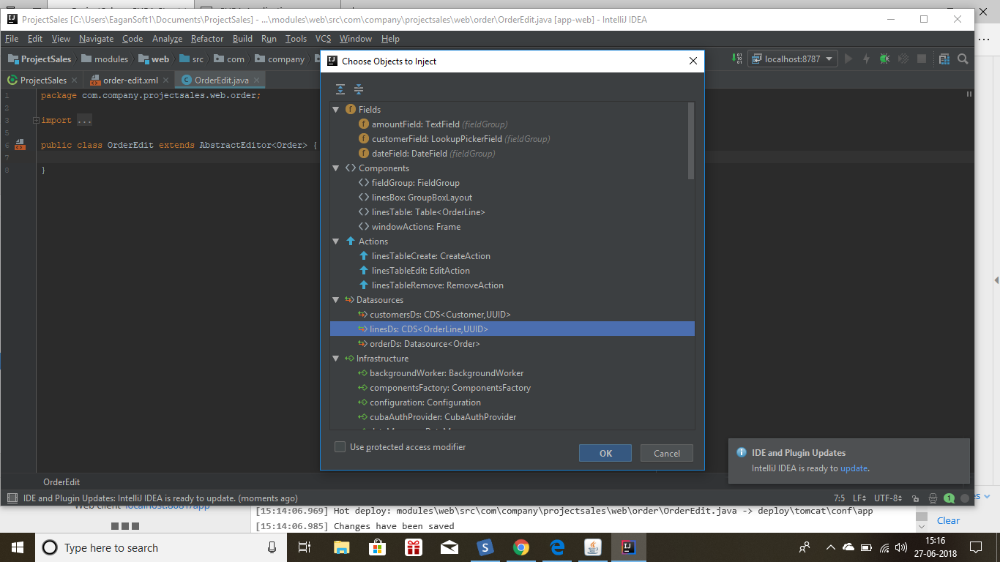 ProjectSales [C:\Users\EaganSoft1\Documents\ProjectSales] - ...\modules\web\src\com\company\projectsales\web\order\OrderEdit.java [app-web] - IntelliJ IDEA
File Edit View Navigate Code Analyze Refactor Build Run Tools VCS Window Help
ProjectSales modules web src com company
localhost:8787
ProjectSales order-edit.xml OrderEdit.java
1 package com.company.projectsales.web.order;
2
3 import ...
5
6 public class OrderEdit extends AbstractEditor<Order> {
7
8 }
Choose Objects to Inject
Fields
amountField: TextField (fieldGroup)
customerField: LookupPickerField (fieldGroup)
dateField: DateField (fieldGroup)
Components
fieldGroup: FieldGroup
linesBox: GroupBoxLayout
linesTable: Table<OrderLine>
windowActions: Frame
Actions
linesTableCreate: CreateAction
linesTableEdit: EditAction
linesTableRemove: RemoveAction
Datasources
customersDs: CDS<Customer,UUID>
linesDs: CDS<OrderLine,UUID>
orderDs: Datasource<Order>
Infrastructure
backgroundWorker: BackgroundWorker
componentsFactory: ComponentsFactory
configuration: Configuration
cubaAuthProvider: CubaAuthProvider
Use protected access modifier
OK Cancel
IDE and Plugin Updates
IntelliJ IDEA is ready to update.
OrderEdit
IDE and Plugin Updates: IntelliJ IDEA is ready to update. (moments ago)
7:5 LF UTF-8 1
Web client localhost:8081/app
[15:14:06.969] Hot deploy: modules\web\src\com\company\projectsales\web\order\OrderEdit.java -> deploy\tomcat\conf\app
[15:14:06.985] Changes have been saved
Clear
Type here to search
15:16
27-06-2018